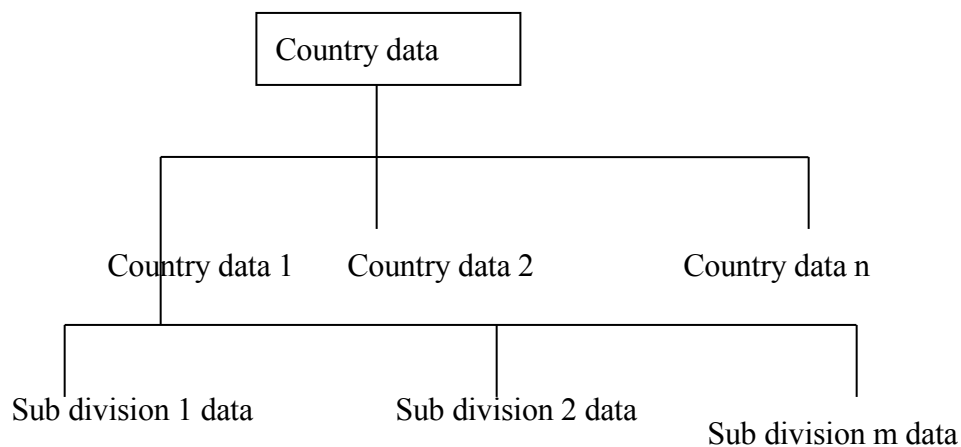 Country data
Country data 1
Country data 2
Country data n
Sub division 1 data
Sub division 2 data
Sub division m data